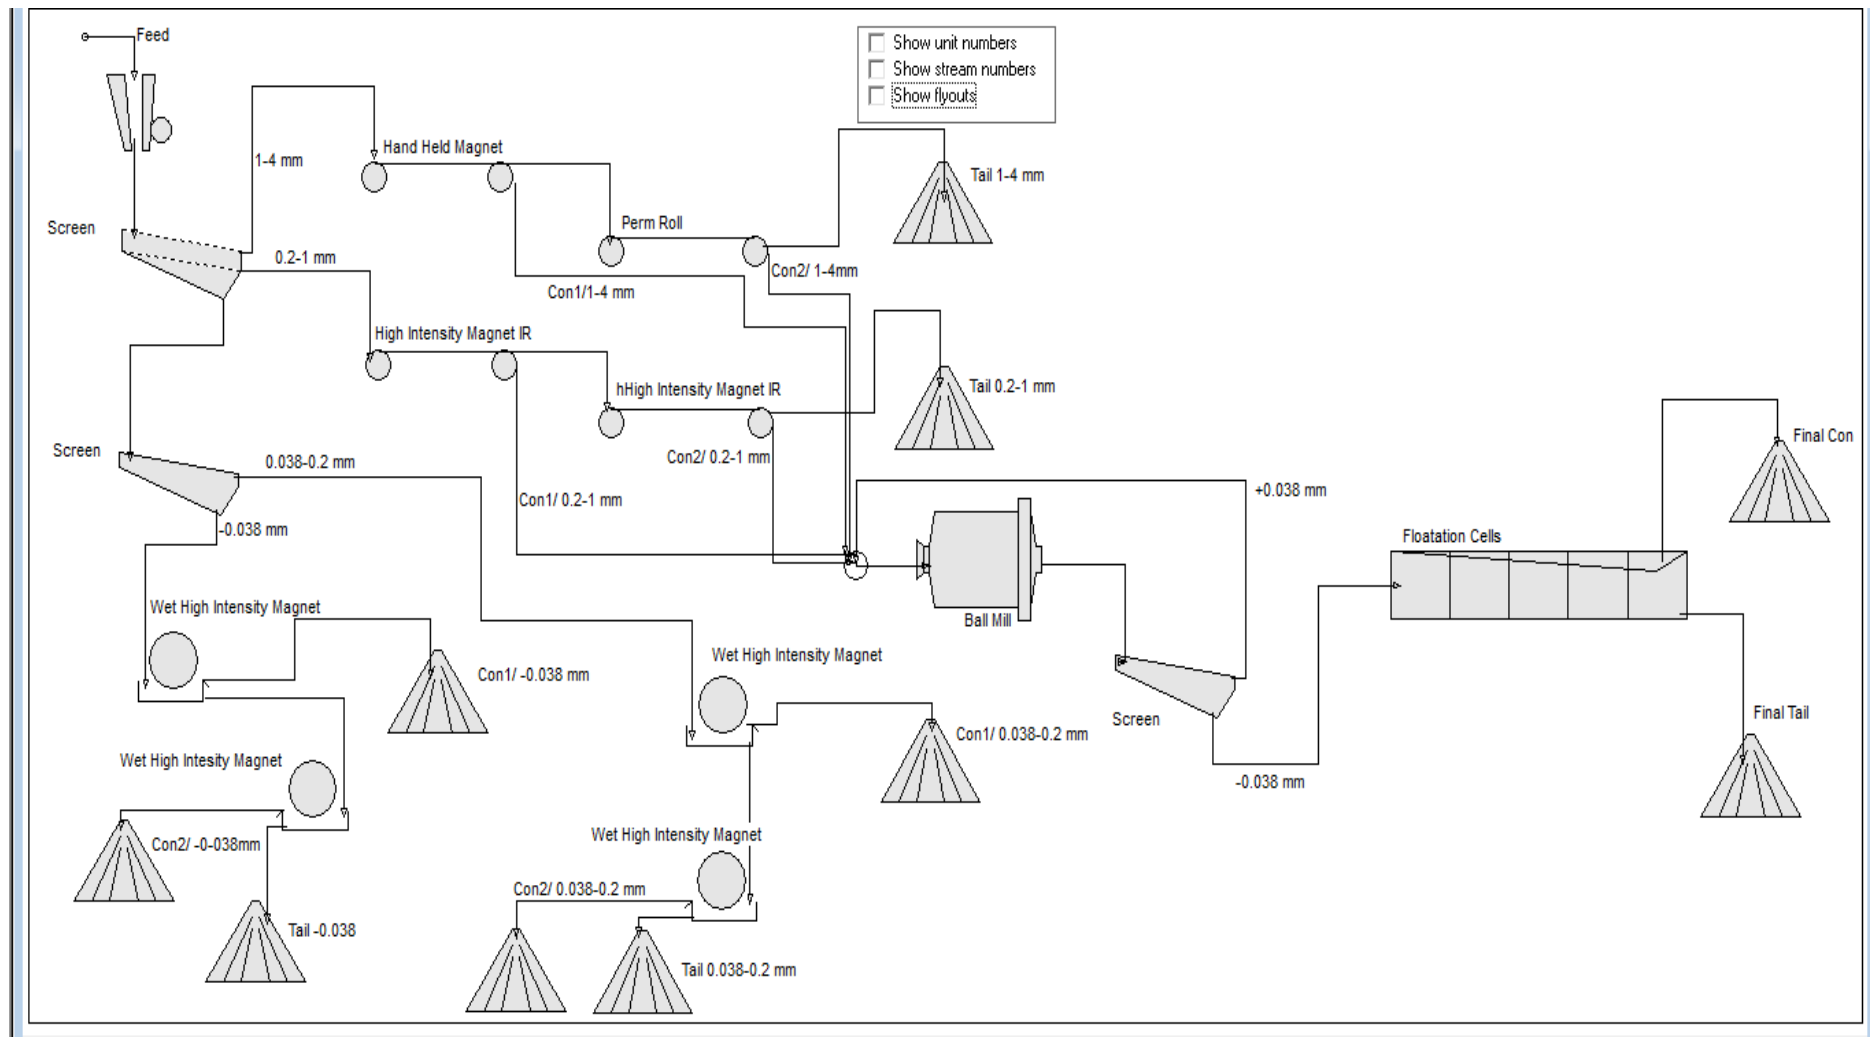 Feed
Show unit numbers
Show stream numbers
Show flyouts
1-4 mm
Hand Held Magnet
Tail 1-4 mm
Screen
Perm Roll
0.2-1 mm
Con2/ 1-4mm
Con1/1-4 mm
High Intensity Magnet IR
hHigh Intensity Magnet IR
Tail 0.2-1 mm
Screen
0.038-0.2 mm
Con2/ 0.2-1 mm
Final Con
Con1/ 0.2-1 mm
+0.038 mm
-0.038 mm
Floatation Cells
Wet High Intensity Magnet
Ball Mill
Wet High Intensity Magnet
Con1/ -0.038 mm
Screen
Final Tail
Con1/ 0.038-0.2 mm
Wet High Intesity Magnet
-0.038 mm
Wet High Intensity Magnet
Con2/ -0-038mm
Con2/ 0.038-0.2 mm
Tail -0.038
Tail 0.038-0.2 mm